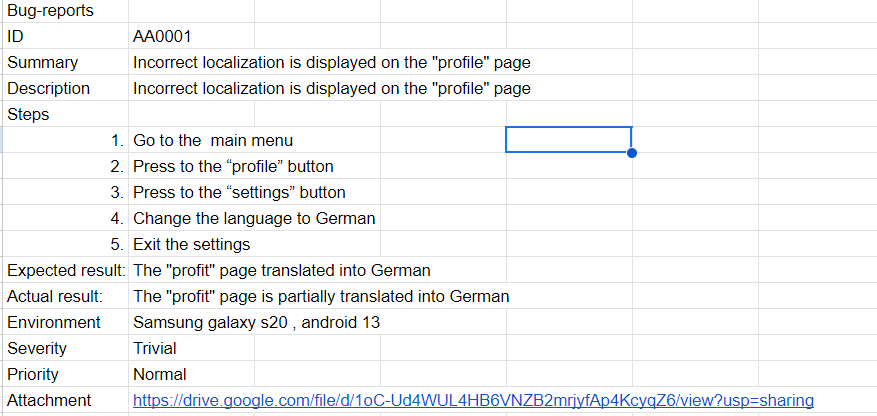 Bug-reports
ID AA0001
Summary Incorrect localization is displayed on the "profile" page
Description Incorrect localization is displayed on the "profile" page
Steps
1. Go to the  main menu
2. Press to the “profile” button
3. Press to the “settings” button
4. Change the language to German
5. Exit the settings
Expected result: The "profit" page translated into German
Actual result: The "profit" page is partially translated into German
Environment Samsung galaxy s20 , android 13
Severity Trivial
Priority Normal
Attachment https://drive.google.com/file/d/1oC-Ud4WUL4HB6VNZB2mrjyfAp4KcyqZ6/view?usp=sharing